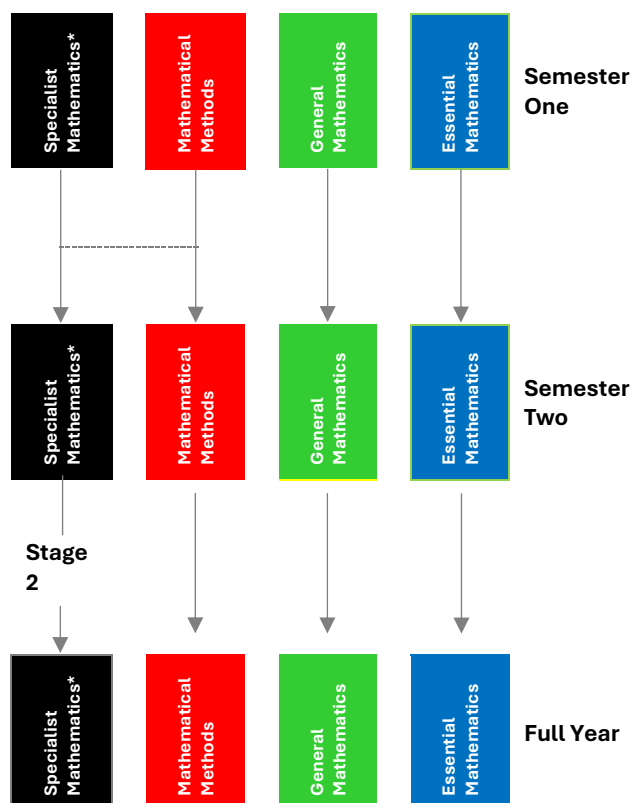 Specialist
Mathematics*
Mathematical
Methods
General
Mathematics
Essential
Mathematics
Semester
One
Specialist
Mathematics*
Mathematical
Methods
General
Mathematics
Essential
Mathematics
Semester
Two
Stage
2
Specialist
Mathematics*
Mathematical
Methods
General
Mathematics
Essential
Mathematics
Full Year